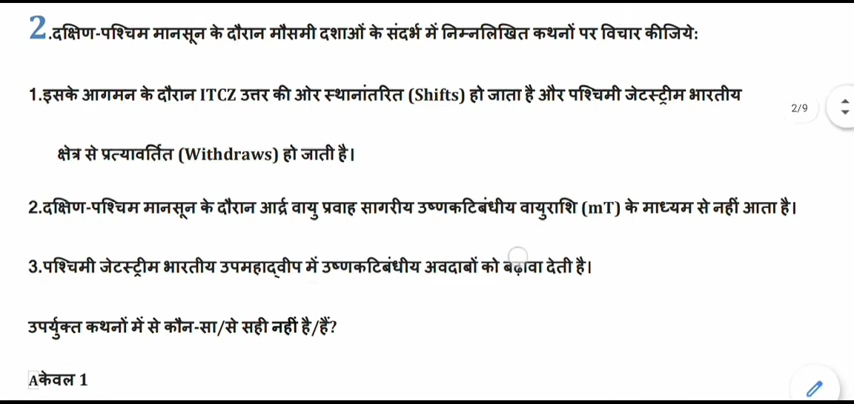 2.दक्षिण-पश्चिम मानसून के दौरान मौसमी दशाओं के संदर्भ में निम्नलिखित कथनों पर विचार कीजिये:
1.इसके आगमन के दौरान ITCZ उत्तर की ओर स्थानांतरित (Shifts) हो जाता है और पश्चिमी जेटस्ट्रीम भारतीय
2/9
क्षेत्र से प्रत्यावर्तित (Withdraws) हो जाती है।
2.दक्षिण-पश्चिम मानसून के दौरान आर्द्र वायु प्रवाह सागरीय उष्णकटिबंधीय वायुराशि (mT) के माध्यम से नहीं आता है।
3.पश्चिमी जेटस्ट्रीम भारतीय उपमहाद्वीप में उष्णकटिबंधीय अवदाबों को बढ़ावा देती है।
उपर्युक्त कथनों में से कौन-सा/से सही नहीं है/हैं?
Aकेवल 1